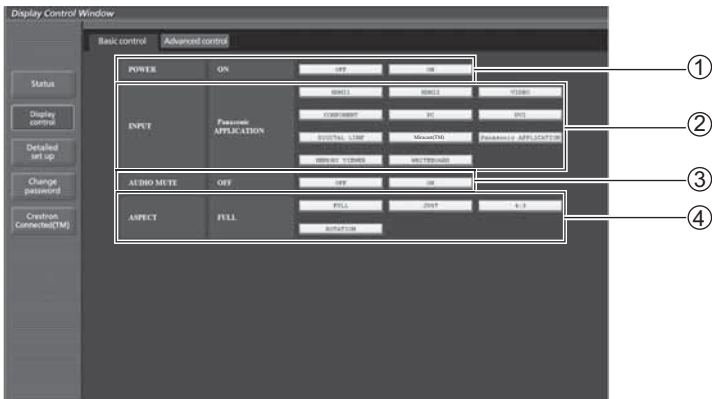 Display Control Window
Basic control Advanced control
POWER ON OFF ON ①
Status
HDMI1 HDMI2 VIDEO
Display control
COMPONENT PC DVI
INPUT Panasonic APPLICATION ②
DIGITAL LINK Miracast(TM) Panasonic APPLICATION
Detailed set up
MEMORY VIEWER WHITEBOARD
Change password
AUDIO MUTE OFF OFF ON ③
FULL JUST 4:3
Crestron Connected(TM)
ASPECT FULL ④
ROTATION